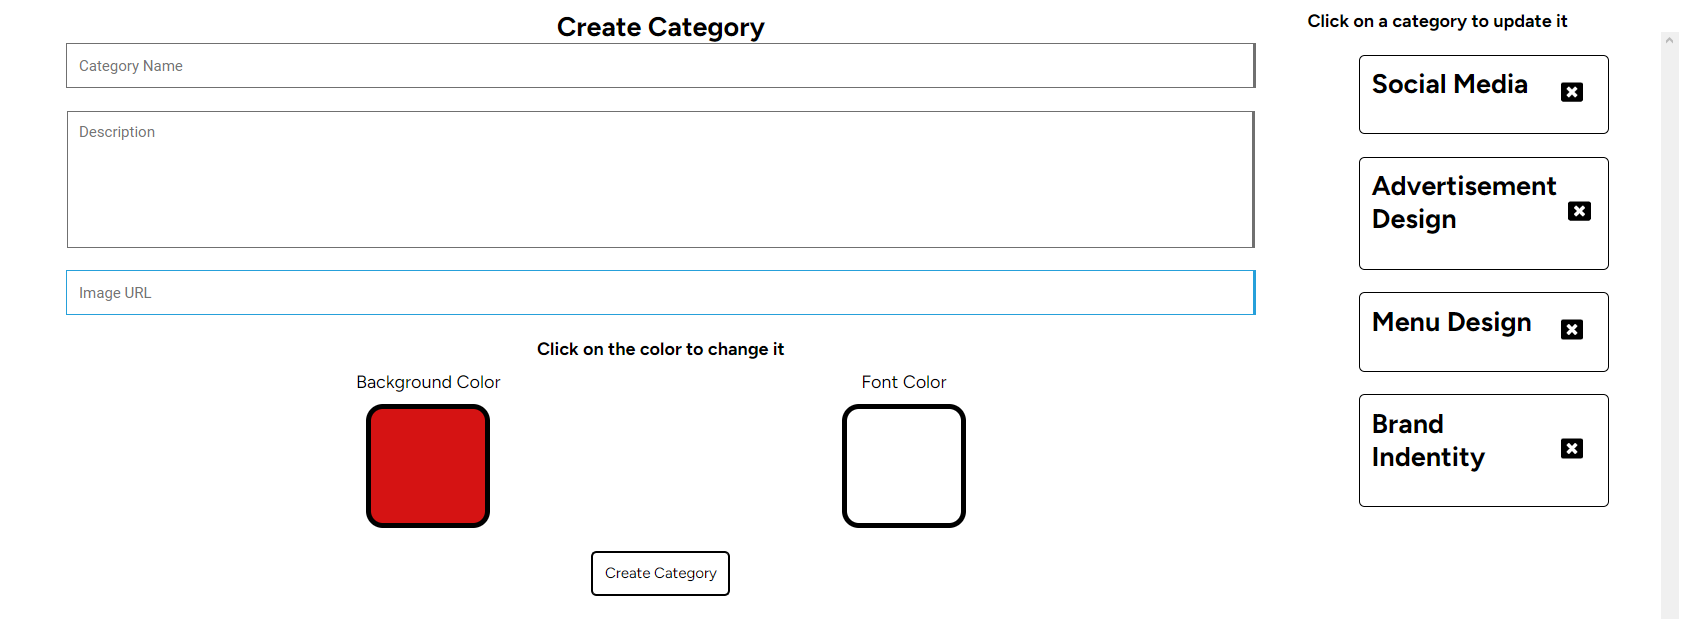 Create Category
Category Name
Description
Image URL
Click on the color to change it
Background Color
Font Color
Create Category
Click on a category to update it
Social Media
Advertisement
Design
Menu Design
Brand
Indentity